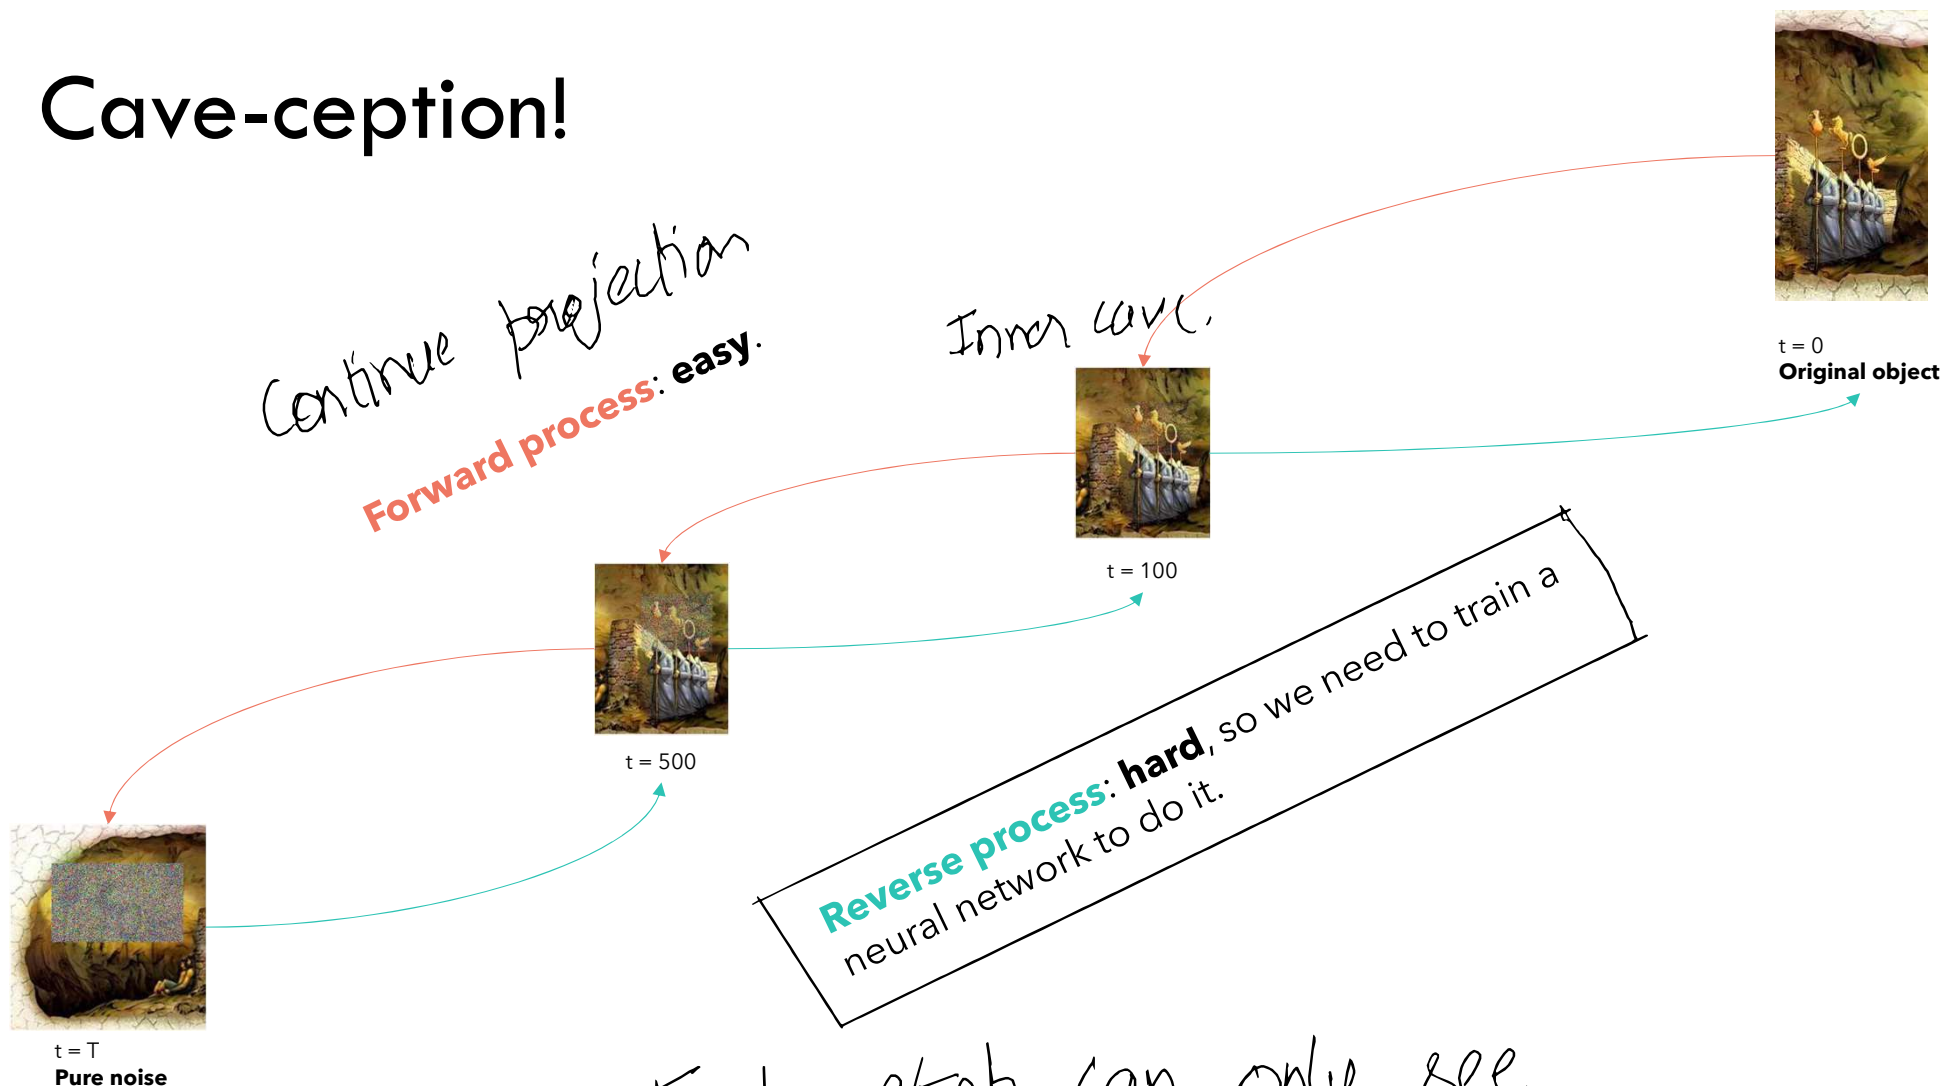 Cave-ception!
Continue projection
Forward process: easy.
Inner cave.
t = 0
Original object
t = 100
t = 500
Reverse process: hard, so we need to train a
neural network to do it.
t = T
Pure noise
can only see